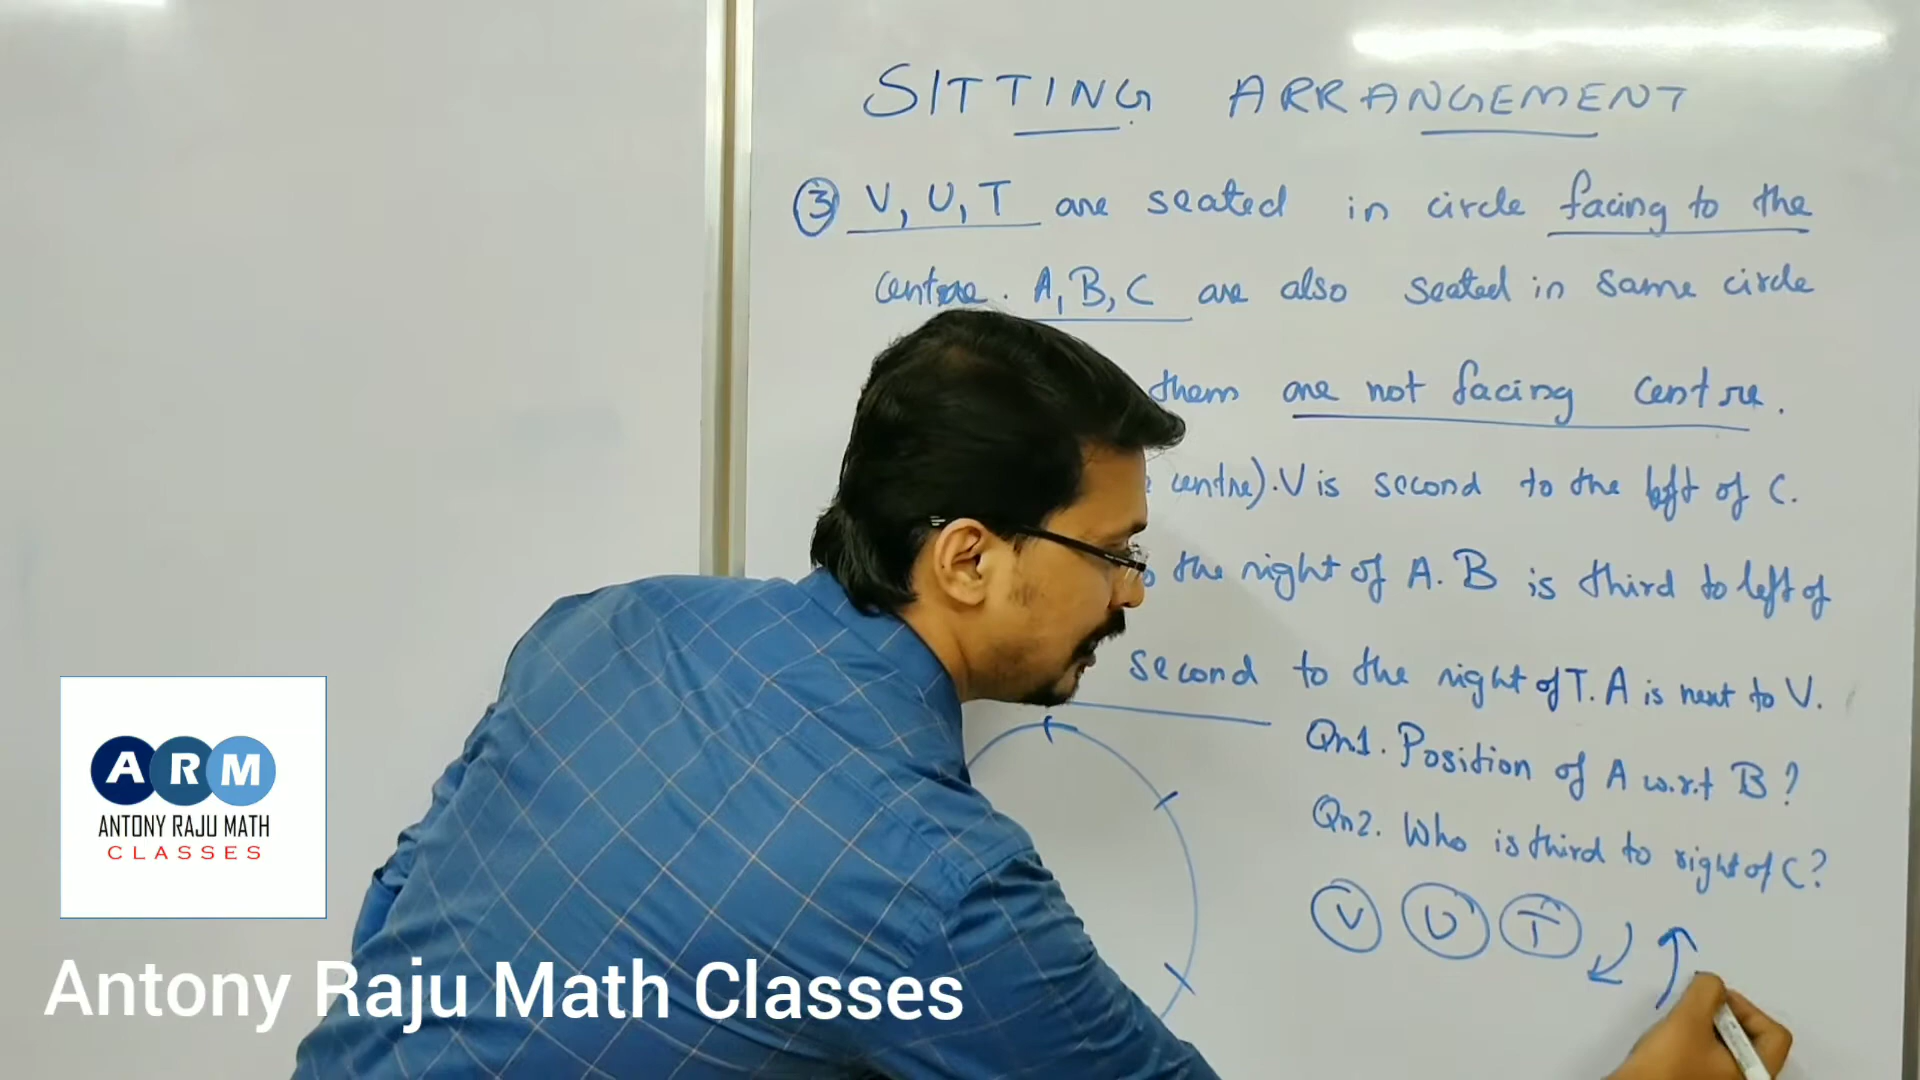 SITTING ARRANGEMENT
③ V, U, T are seated in circle facing to the
centre. A, B, C are also seated in same circle
them are not facing centre.
centre). V is second to the left of C.
the right of A. B is third to left of
second to the right of T. A is next to V.
Qn1. Position of A w.r.t B?
Qn2. Who is third to right of C?
V U T
ARM
ANTONY RAJU MATH
CLASSES
Antony Raju Math Classes